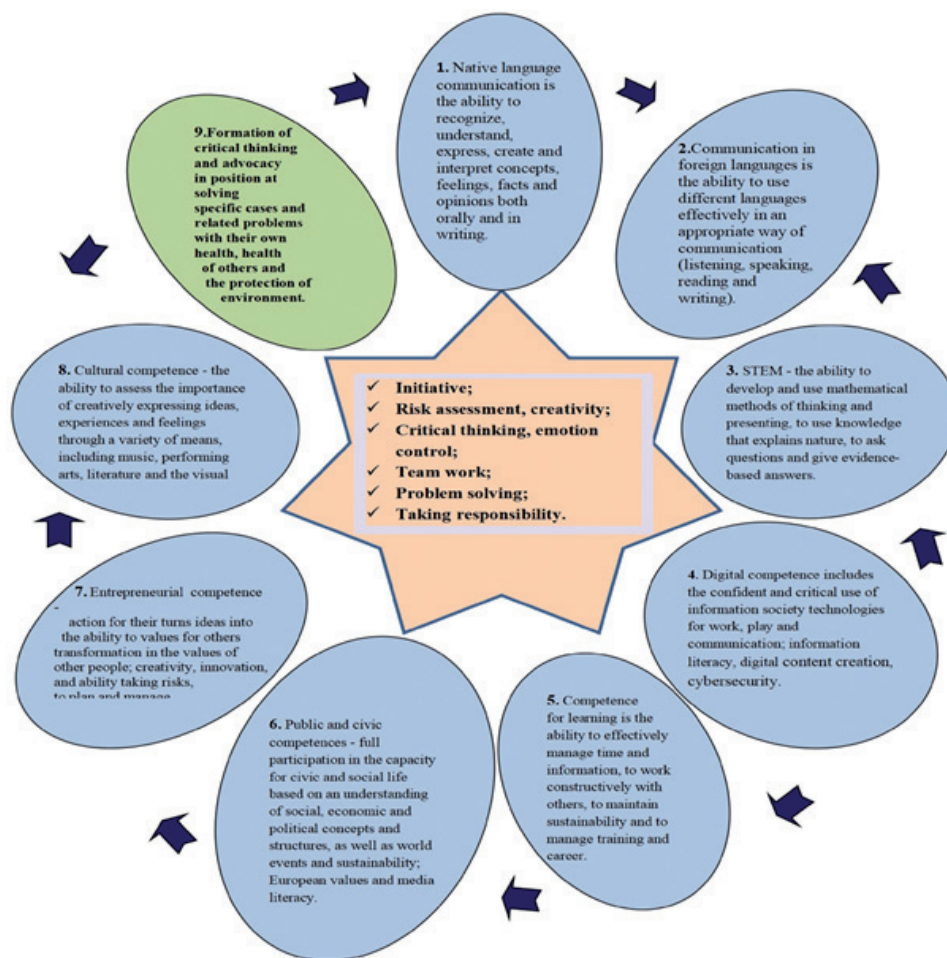 1. Native language
communication is
the ability to
recognize,
understand,
express, create and
interpret concepts,
feelings, facts and
opinions both
orally and in
writing.
2.Communication in
foreign languages is
the ability to use
different languages
effectively in an
appropriate way of
communication
(listening, speaking,
reading and
writing).
3. STEM - the ability to
develop and use mathematical
methods of thinking and
presenting, to use knowledge
that explains nature, to ask
questions and give evidence-
based answers.
4. Digital competence includes
the confident and critical use of
information society technologies
for work, play and
communication; information
literacy, digital content creation,
cybersecurity.
5. Competence
for learning is the
ability to effectively
manage time and
information, to work
constructively with
others, to maintain
sustainability and to
manage training and
career.
6. Public and civic
competences - full
participation in the capacity
for civic and social life
based on an understanding
of social, economic and
political concepts and
structures, as well as world
events and sustainability;
European values and media
literacy.
7. Entrepreneurial competence
-
action for their turns ideas into
the ability to values for others
transformation in the values of
other people; creativity, innovation,
and ability taking risks,
to plan and manage
8. Cultural competence - the
ability to assess the importance
of creatively expressing ideas,
experiences and feelings
through a variety of means,
including music, performing
arts, literature and the visual
9.Formation of
critical thinking
and advocacy
in position at
solving
specific cases and
related problems
with their own
health, health
of others and
the protection of
environment.
✓ Initiative;
✓ Risk assessment, creativity;
✓ Critical thinking, emotion
control;
✓ Team work;
✓ Problem solving;
✓ Taking responsibility.